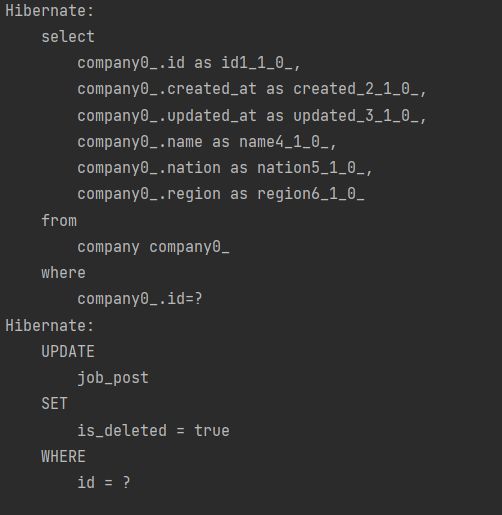 Hibernate:
    select
        company0_.id as id1_1_0_,
        company0_.created_at as created_2_1_0_,
        company0_.updated_at as updated_3_1_0_,
        company0_.name as name4_1_0_,
        company0_.nation as nation5_1_0_,
        company0_.region as region6_1_0_
    from
        company company0_
    where
        company0_.id=?
Hibernate:
    UPDATE
        job_post
    SET
        is_deleted = true
    WHERE
        id = ?